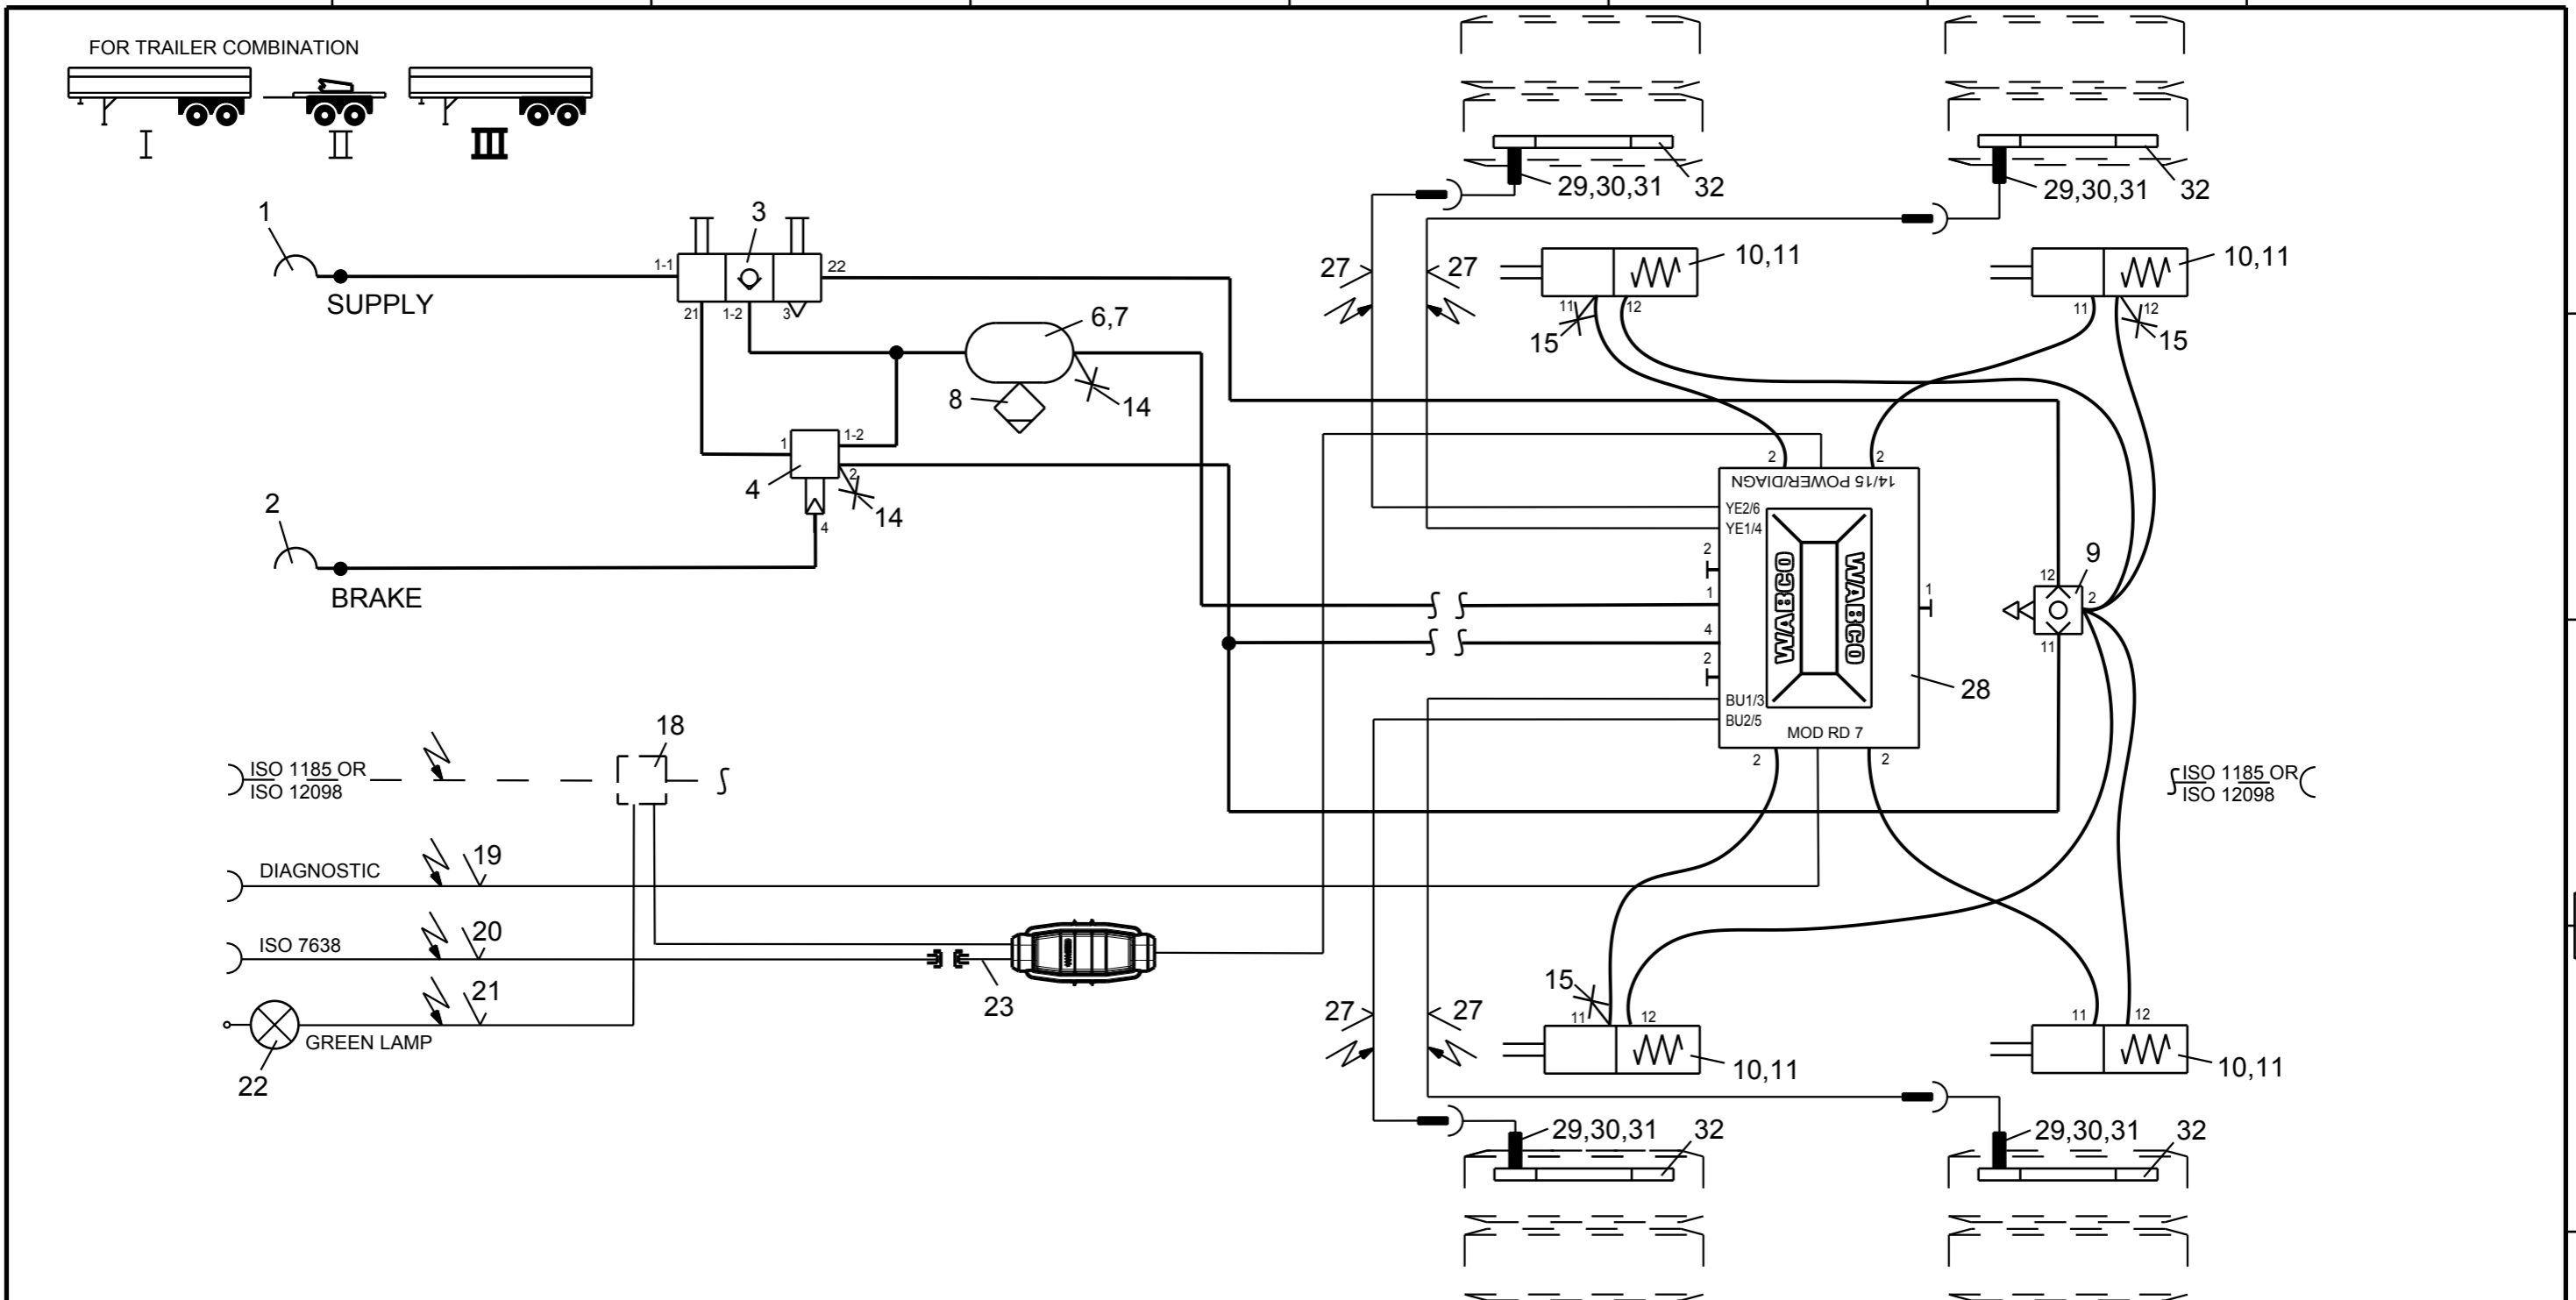 FOR TRAILER COMBINATION
I II III
1
SUPPLY
1-1
3
22
21 1-2 3
6,7
8
14
1 1-2
4
2
14
4
2
BRAKE
29,30,31 32
29,30,31 32
27 27
10,11
11 12
15
10,11
11 12
15
2 2
14/15 POWER/DIAGN
YE2/6
YE1/4
2
1
4
2
BU1/3
BU2/5
WABCO WABCO
MOD RD 7
1
28
2 2
12
9
2
11
ISO 1185 OR
ISO 12098
18
ISO 1185 OR
ISO 12098
DIAGNOSTIC
19
ISO 7638
20
21
GREEN LAMP
22
23
27 27
15
11 12
10,11
11 12
10,11
29,30,31 32
29,30,31 32